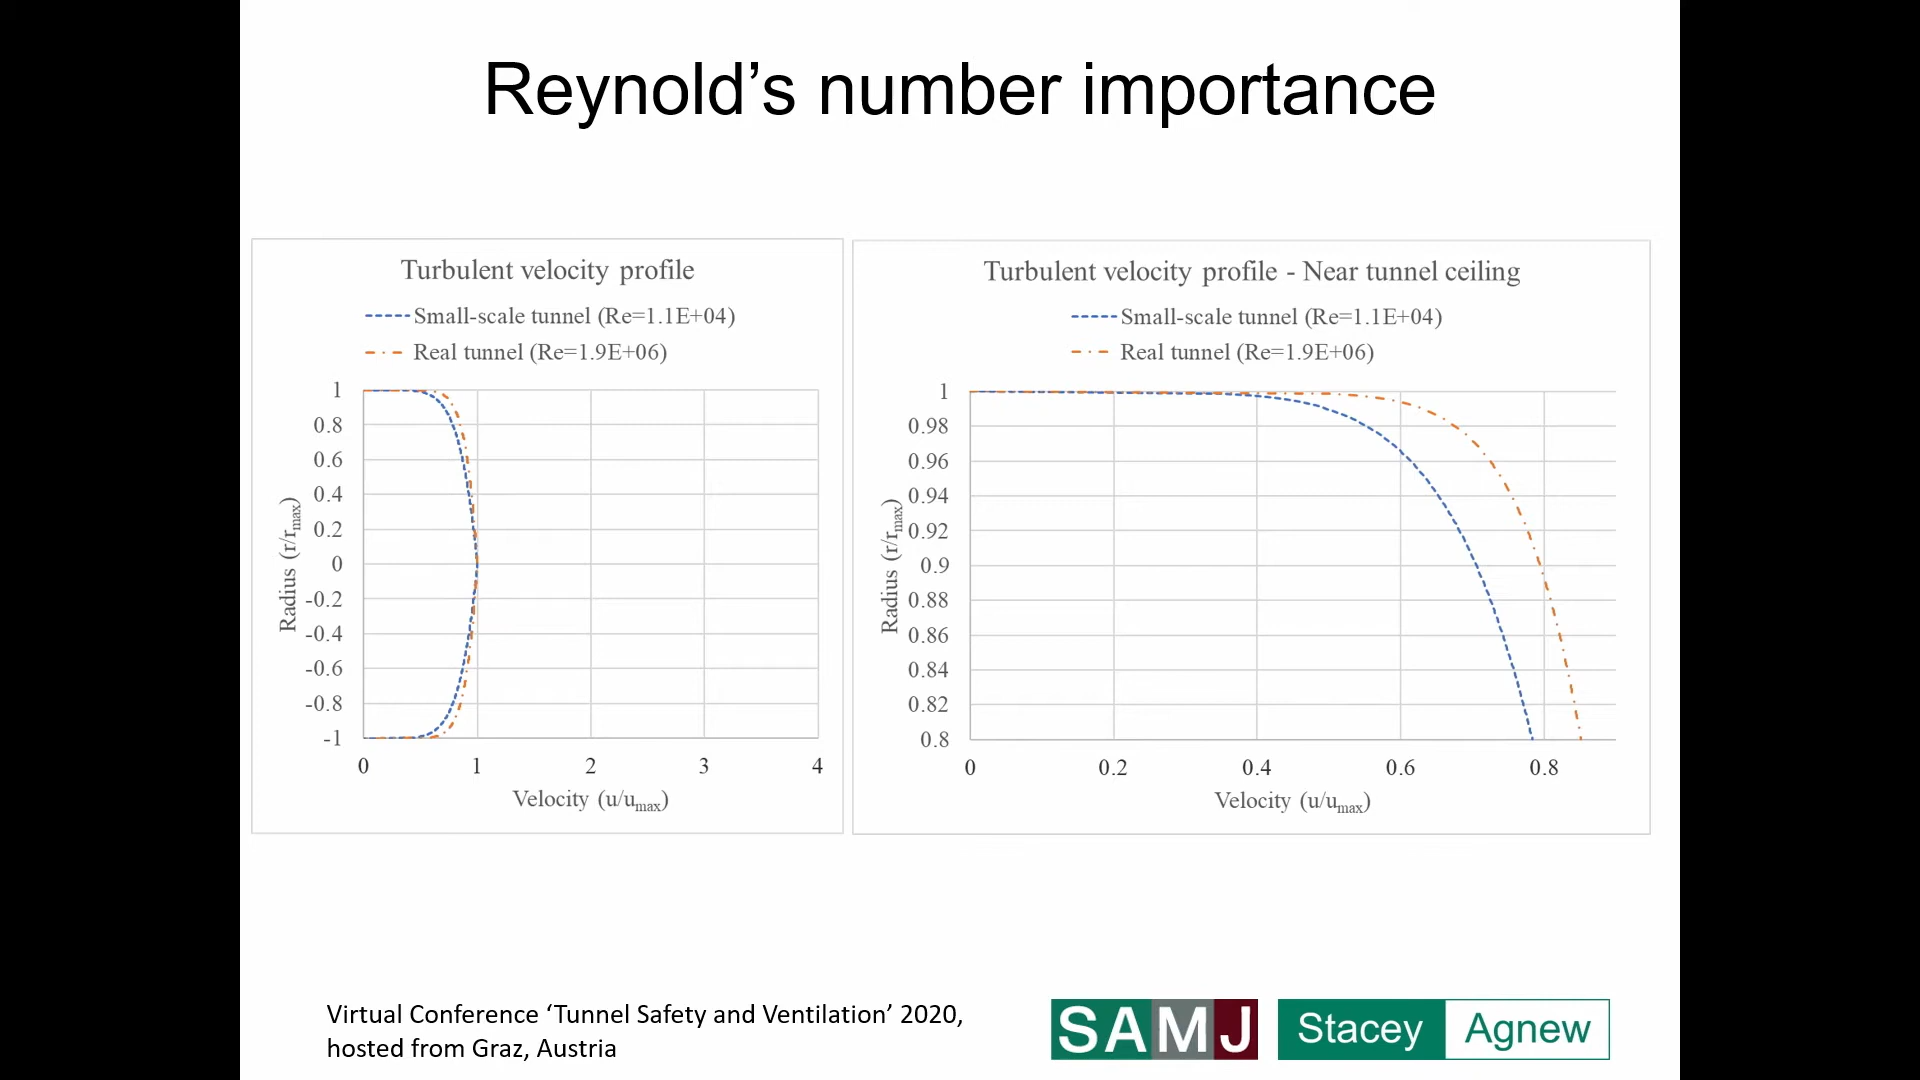 Reynold’s number importance
Turbulent velocity profile
Small-scale tunnel (Re=1.1E+04)
Real tunnel (Re=1.9E+06)
1
0.8
0.6
0.4
0.2
0
-0.2
-0.4
-0.6
-0.8
-1
Radius (r/rmax)
0 1 2 3 4
Velocity (u/umax)
Turbulent velocity profile - Near tunnel ceiling
Small-scale tunnel (Re=1.1E+04)
Real tunnel (Re=1.9E+06)
1
0.98
0.96
0.94
0.92
0.9
0.88
0.86
0.84
0.82
0.8
Radius (r/rmax)
0 0.2 0.4 0.6 0.8
Velocity (u/umax)
Virtual Conference ‘Tunnel Safety and Ventilation’ 2020,
hosted from Graz, Austria
SAMJ
Stacey Agnew